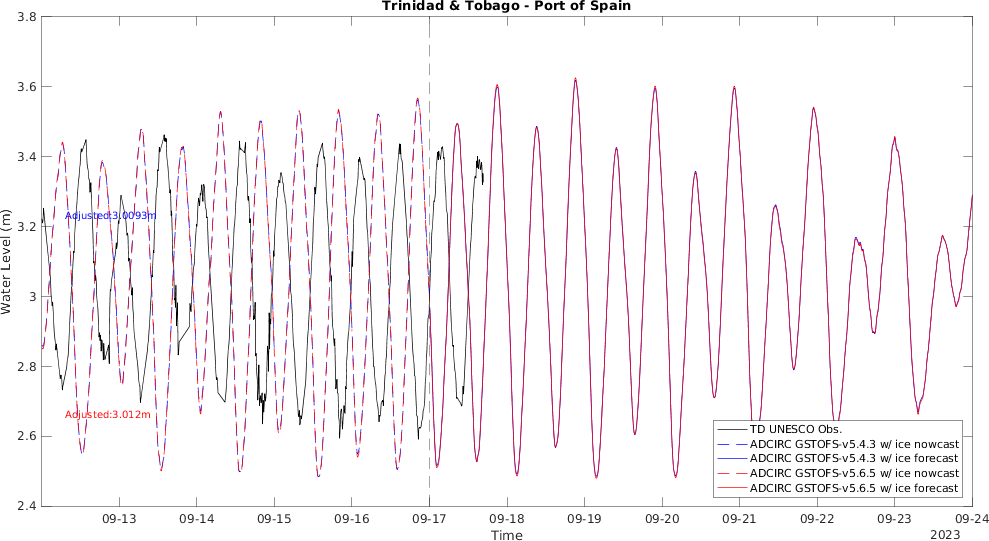 Trinidad & Tobago - Port of Spain
3.8
3.6
3.4
3.2
3
2.8
2.6
2.4
Water Level (m)
Adjusted:3.0093m
Adjusted:3.012m
TD UNESCO Obs.
ADCIRC GSTOFS-v5.4.3 w/ ice nowcast
ADCIRC GSTOFS-v5.4.3 w/ ice forecast
ADCIRC GSTOFS-v5.6.5 w/ ice nowcast
ADCIRC GSTOFS-v5.6.5 w/ ice forecast
09-13 09-14 09-15 09-16 09-17 09-18 09-19 09-20 09-21 09-22 09-23 09-24
Time
2023